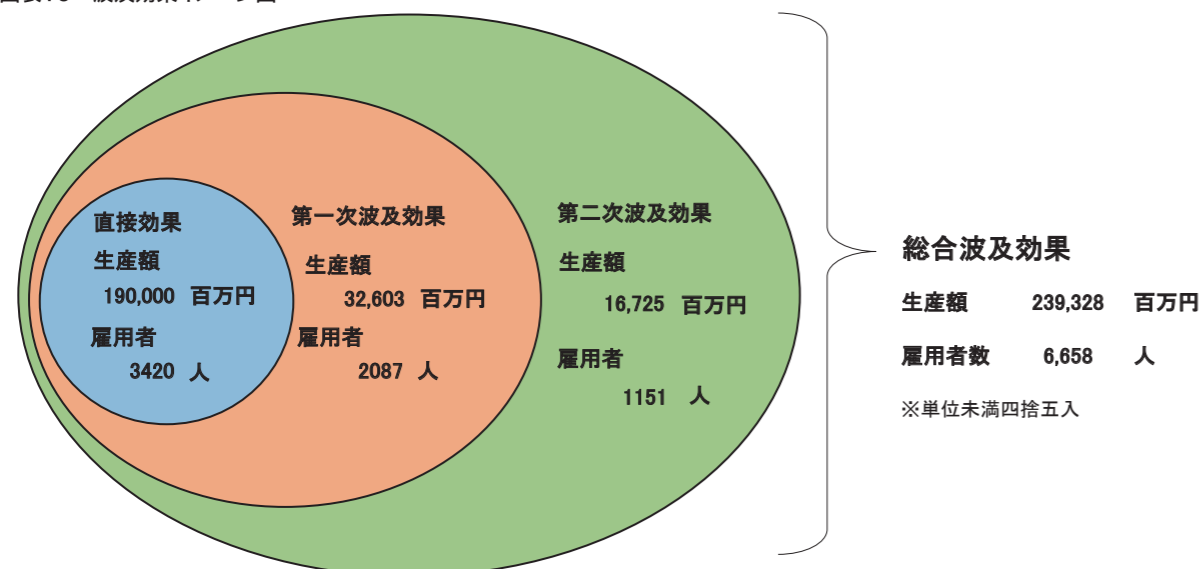 直接効果
生産額
190,000 百万円
雇用者
3420 人
第一次波及効果
生産額
32,603 百万円
雇用者
2087 人
第二次波及効果
生産額
16,725 百万円
雇用者
1151 人
総合波及効果
生産額 239,328 百万円
雇用者数 6,658 人
※単位未満四捨五入